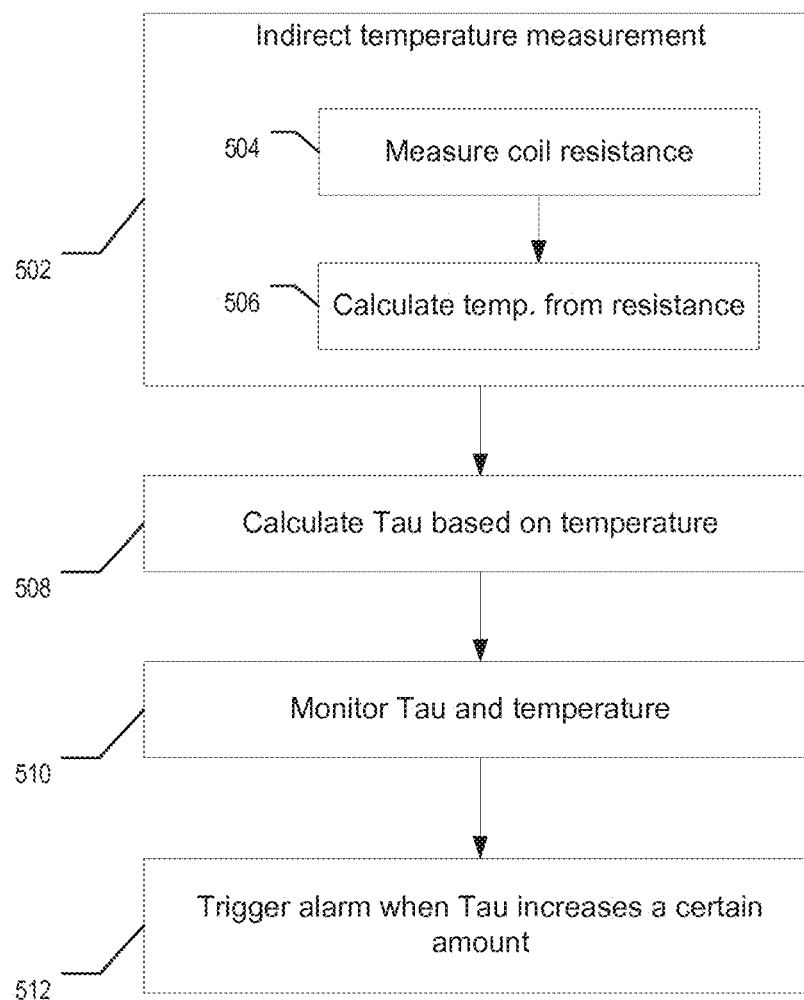 Indirect temperature measurement
504
Measure coil resistance
502
506
Calculate temp. from resistance
Calculate Tau based on temperature
508
Monitor Tau and temperature
510
Trigger alarm when Tau increases a certain
amount
512